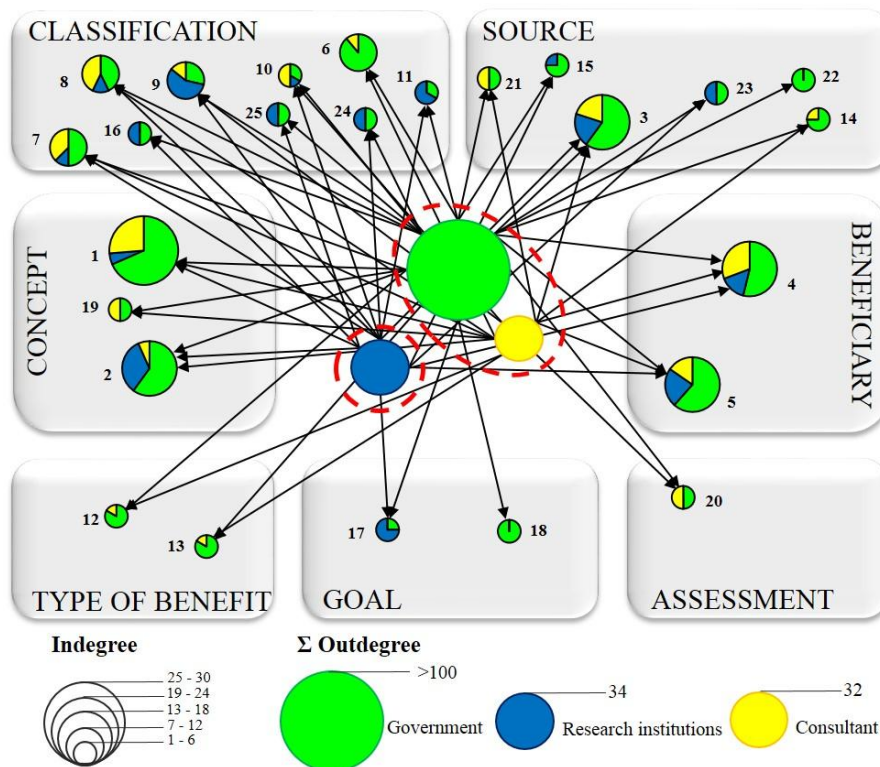 CLASSIFICATION
SOURCE
6
8
9
10
11
25
24
7
16
21
15
3
23
22
14
CONCEPT
1
19
2
BENEFICIARY
4
5
12
13
TYPE OF BENEFIT
17
18
GOAL
20
ASSESSMENT
Indegree
25 - 30
19 - 24
13 - 18
7 - 12
1 - 6
Σ Outdegree
>100
Government
34
Research institutions
32
Consultant